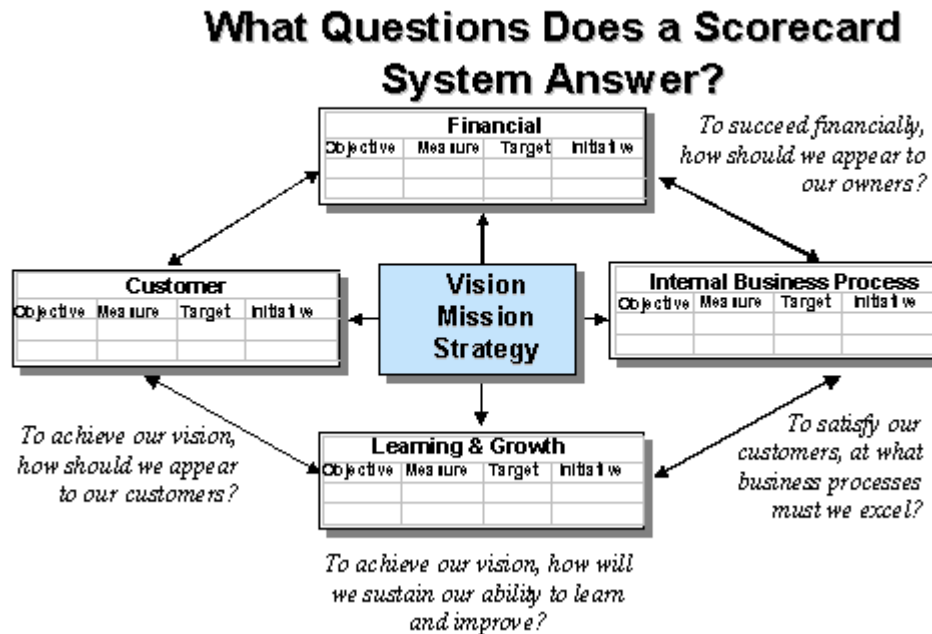 What Questions Does a Scorecard
System Answer?
Financial
Objective Measure Target Initiative
To succeed financially,
how should we appear to
our owners?
Customer
Objective Measure Target Initiative
Vision
Mission
Strategy
Internal Business Process
Objective Measure Target Initiative
To achieve our vision,
how should we appear
to our customers?
Learning & Growth
Objective Measure Target Initiative
To satisfy our
customers, at what
business processes
must we excel?
To achieve our vision, how will
we sustain our ability to learn
and improve?